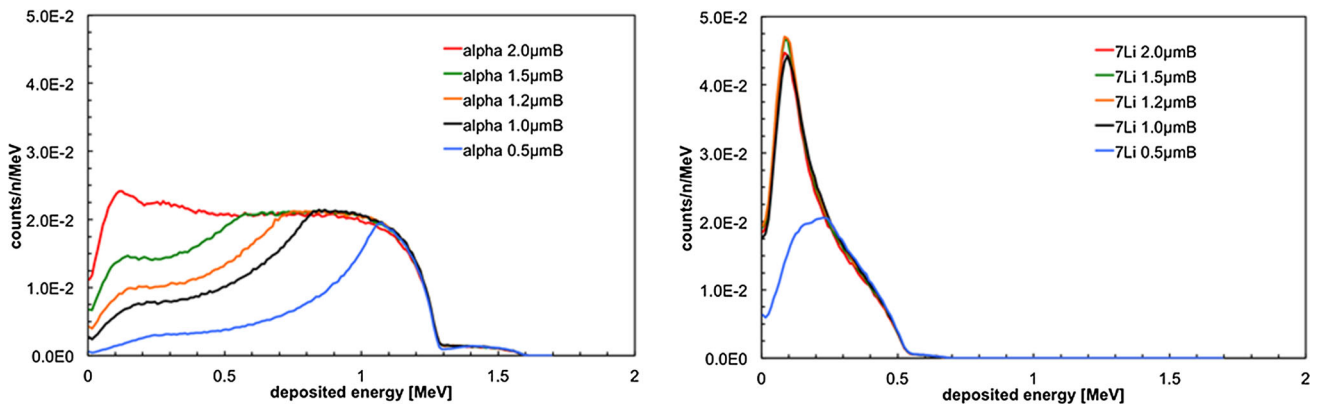 5.0E-2
4.0E-2
3.0E-2
2.0E-2
1.0E-2
0.0E0
counts/n/MeV
alpha 2.0µmB
alpha 1.5µmB
alpha 1.2µmB
alpha 1.0µmB
alpha 0.5µmB
0 0.5 1 1.5 2
deposited energy [MeV]
5.0E-2
4.0E-2
3.0E-2
2.0E-2
1.0E-2
0.0E0
counts/n/MeV
7Li 2.0µmB
7Li 1.5µmB
7Li 1.2µmB
7Li 1.0µmB
7Li 0.5µmB
0 0.5 1 1.5 2
deposited energy [MeV]